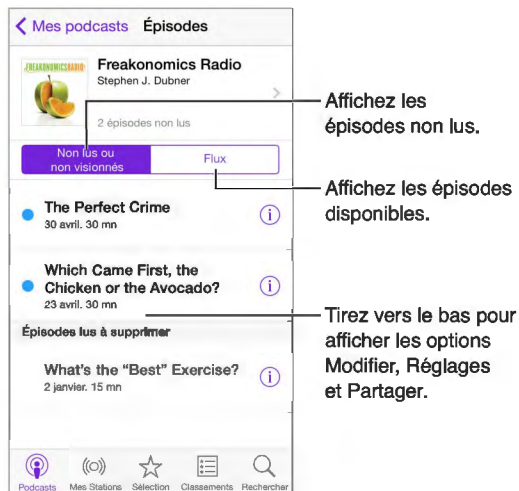 Mes podcasts Épisodes
FREAKONOMICSRADIO
Freakonomics Radio
Stephen J. Dubner
2 épisodes non lus
Non lus ou
non visionnés
Flux
The Perfect Crime
30 avril. 30 mn
Which Came First, the
Chicken or the Avocado?
23 avril. 30 mn
Épisodes lus à supprimer
What's the “Best” Exercise?
2 janvier. 15 mn
Podcasts Mes Stations Sélection Classements Rechercher
Affichez les
épisodes non lus.
Affichez les épisodes
disponibles.
Tirez vers le bas pour
afficher les options
Modifier, Réglages
et Partager.